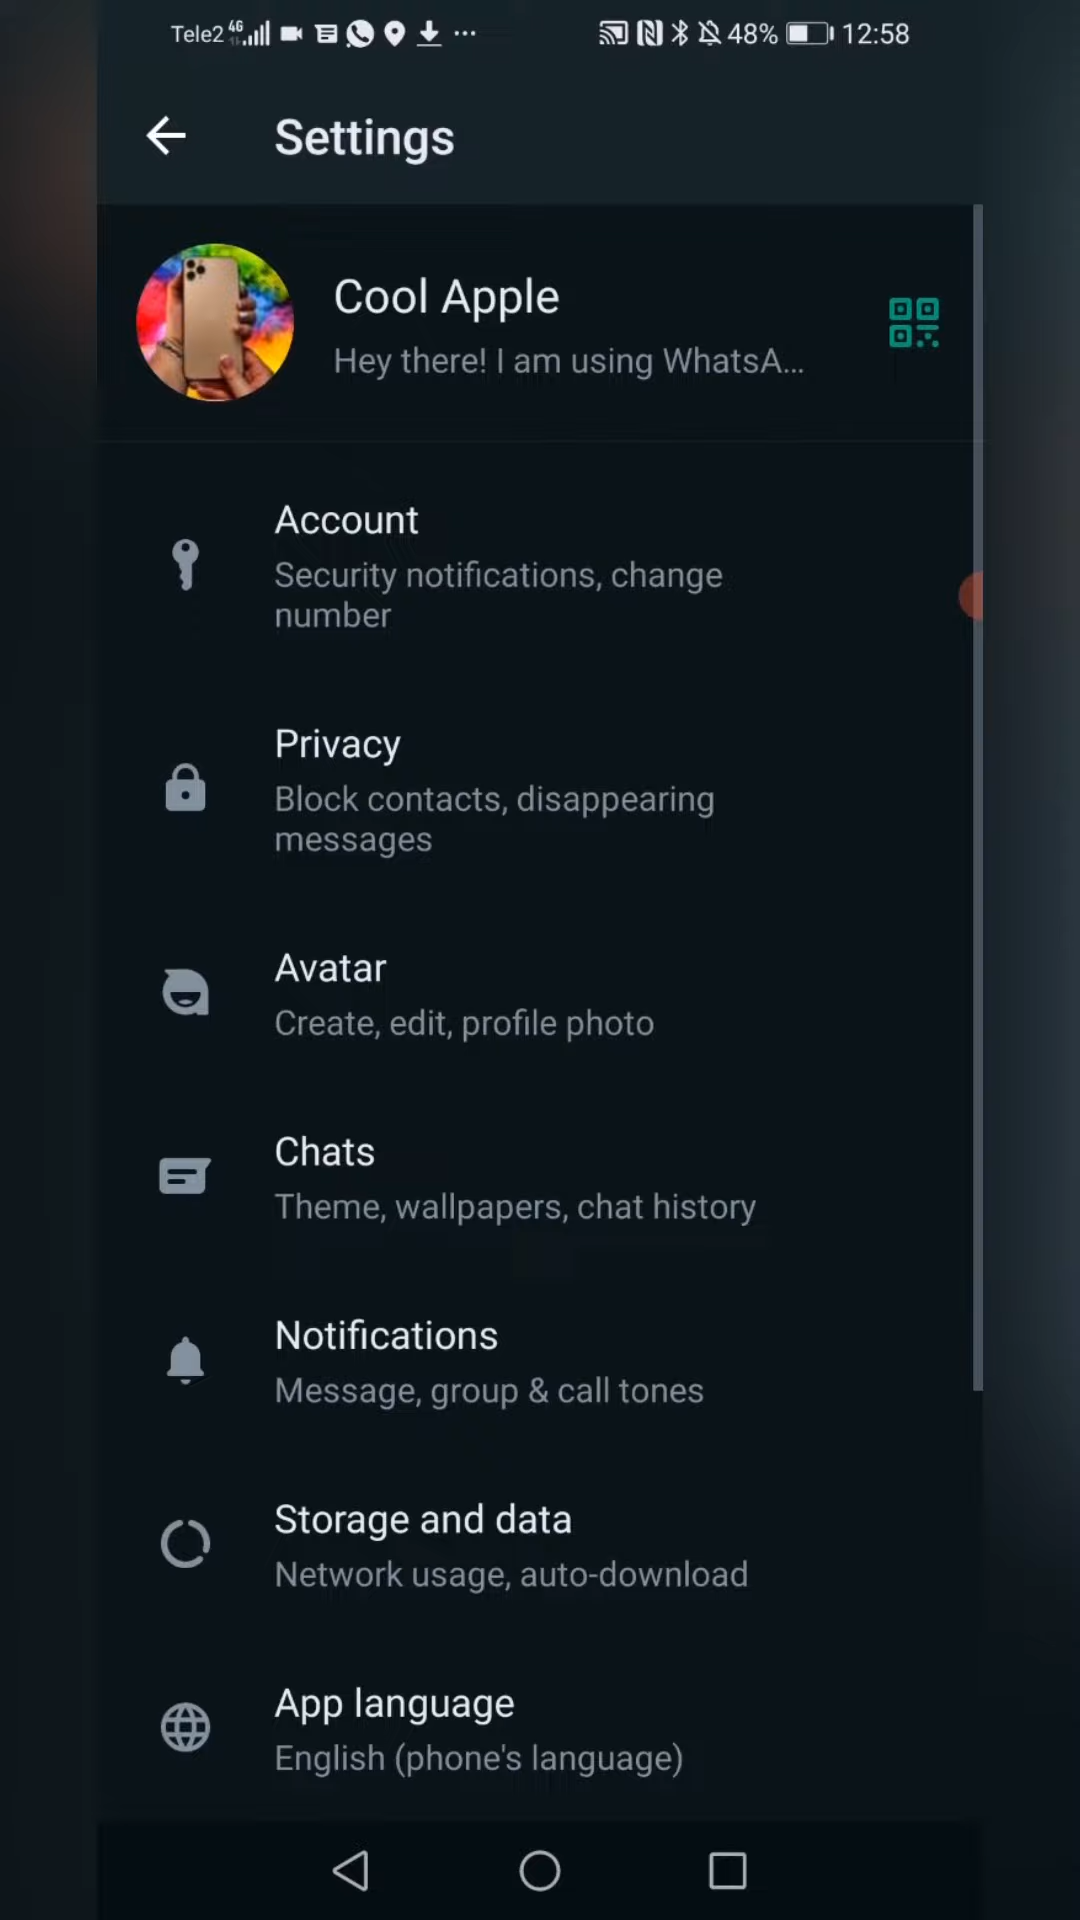 Tele2 4G 48% 12:58
Settings
Cool Apple
Hey there! I am using WhatsA...
Account
Security notifications, change
number
Privacy
Block contacts, disappearing
messages
Avatar
Create, edit, profile photo
Chats
Theme, wallpapers, chat history
Notifications
Message, group & call tones
Storage and data
Network usage, auto-download
App language
English (phone's language)